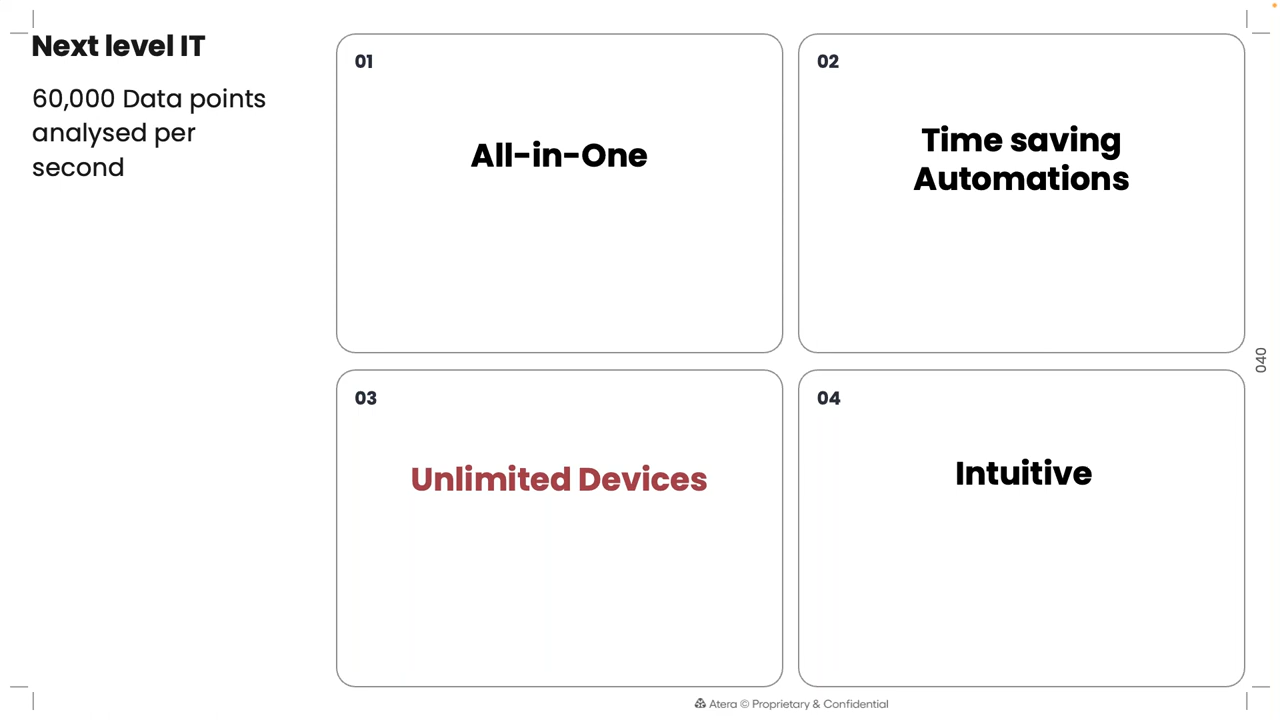 Next level IT
60,000 Data points
analysed per
second
01
All-in-One
02
Time saving
Automations
03
Unlimited Devices
04
Intuitive
040
Atera © Proprietary & Confidential